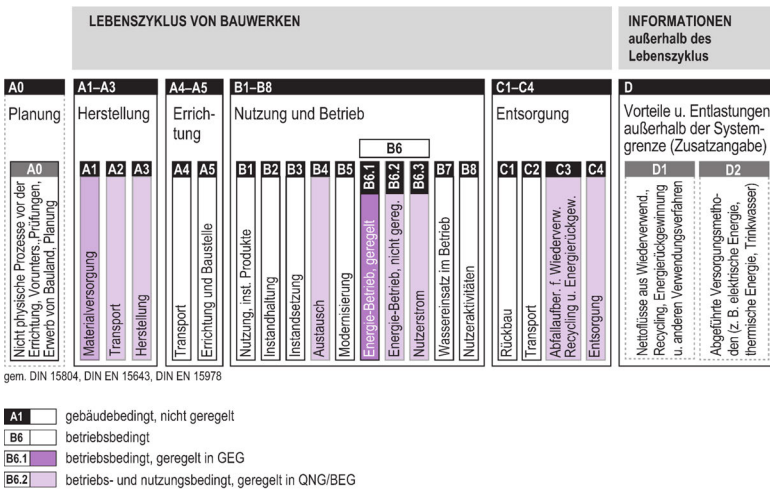 LEBENSZYKLUS VON BAUWERKEN
INFORMATIONEN
außerhalb des
Lebenszyklus
A0
Planung
A1–A3
Herstellung
A4–A5
Errich-
tung
B1–B8
Nutzung und Betrieb
C1–C4
Entsorgung
D
Vorteile u. Entlastungen
außerhalb der System-
grenze (Zusatzangabe)
B6
A0
Nicht physische Prozesse vor der
Errichtung, Vorunters.,Prüfungen,
Erwerb von Bauland, Planung
A1
Materialversorgung
A2
Transport
A3
Herstellung
A4
Transport
A5
Errichtung und Baustelle
B1
Nutzung, inst. Produkte
B2
Instandhaltung
B3
Instandsetzung
B4
Austausch
B5
Modernisierung
B6.1
Energie-Betrieb, geregelt
B6.2
Energie-Betrieb, nicht gereg.
B6.3
Nutzerstrom
B7
Wassereinsatz im Betrieb
B8
Nutzeraktivitäten
C1
Rückbau
C2
Transport
C3
Abfallaufber. f. Wiederverw.
Recycling u. Energierückgew.
C4
Entsorgung
D1
Nettoflüsse aus Wiederverwend.,
Recycling, Energierückgewinnung
u. anderen Verwendungsverfahren
D2
Abgeführte Versorgungsmetho-
den (z. B. elektrische Energie,
thermische Energie, Trinkwasser)
gem. DIN 15804, DIN EN 15643, DIN EN 15978
A1 gebäudebedingt, nicht geregelt
B6 betriebsbedingt
B6.1 betriebsbedingt, geregelt in GEG
B6.2 betriebs- und nutzungsbedingt, geregelt in QNG/BEG